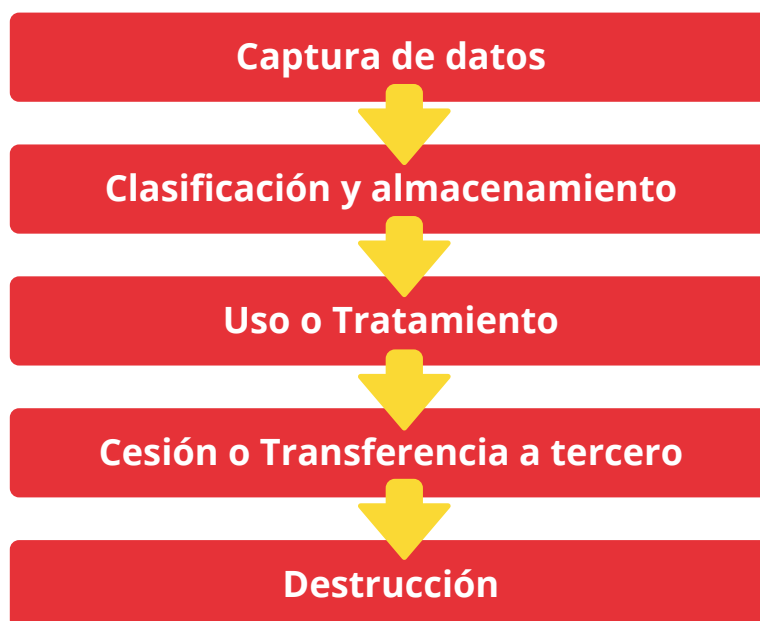 Captura de datos
Clasificación y almacenamiento
Uso o Tratamiento
Cesión o Transferencia a tercero
Destrucción